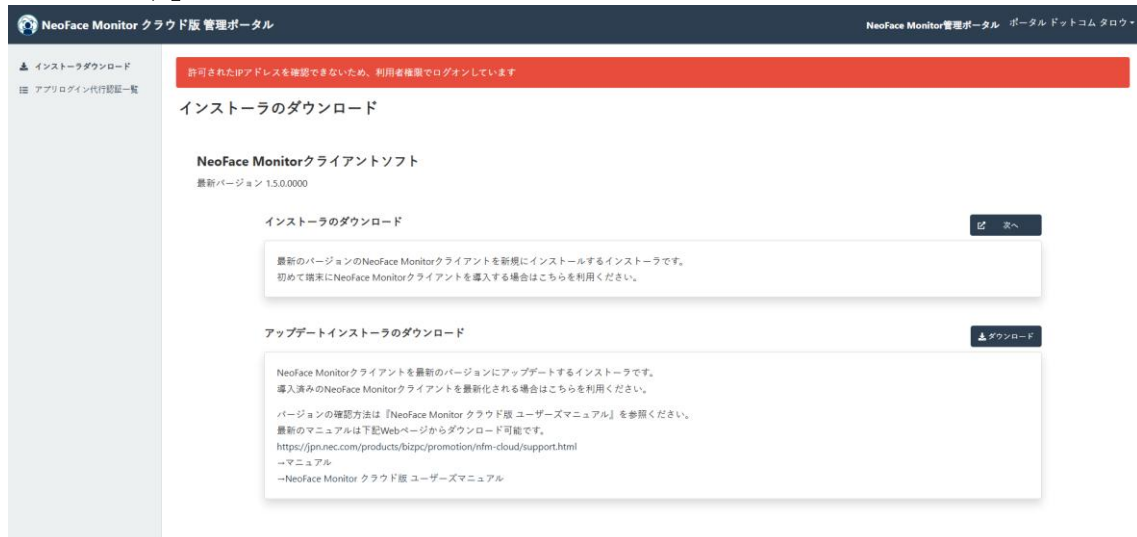 NeoFace Monitor クラウド版 管理ポータル
NeoFace Monitor管理ポータル ポータル ドットコム タロウ
インストーラダウンロード
アプリログイン代行認証一覧
許可されたIPアドレスを確認できないため、利用者権限でログオンしています
インストーラのダウンロード
NeoFace Monitorクライアントソフト
最新バージョン 1.5.0.0000
インストーラのダウンロード
次へ
最新のバージョンのNeoFace Monitorクライアントを新規にインストールするインストーラです。
初めて端末にNeoFace Monitorクライアントを導入する場合はこちらを利用ください。
アップデートインストーラのダウンロード
ダウンロード
NeoFace Monitorクライアントを最新のバージョンにアップデートするインストーラです。
導入済みのNeoFace Monitorクライアントを最新化される場合はこちらを利用ください。
バージョンの確認方法は『NeoFace Monitor クラウド版 ユーザーズマニュアル』を参照ください。
最新のマニュアルは下記Webページからダウンロード可能です。
https://jpn.nec.com/products/bizpc/promotion/nfm-cloud/support.html
→マニュアル
→NeoFace Monitor クラウド版 ユーザーズマニュアル